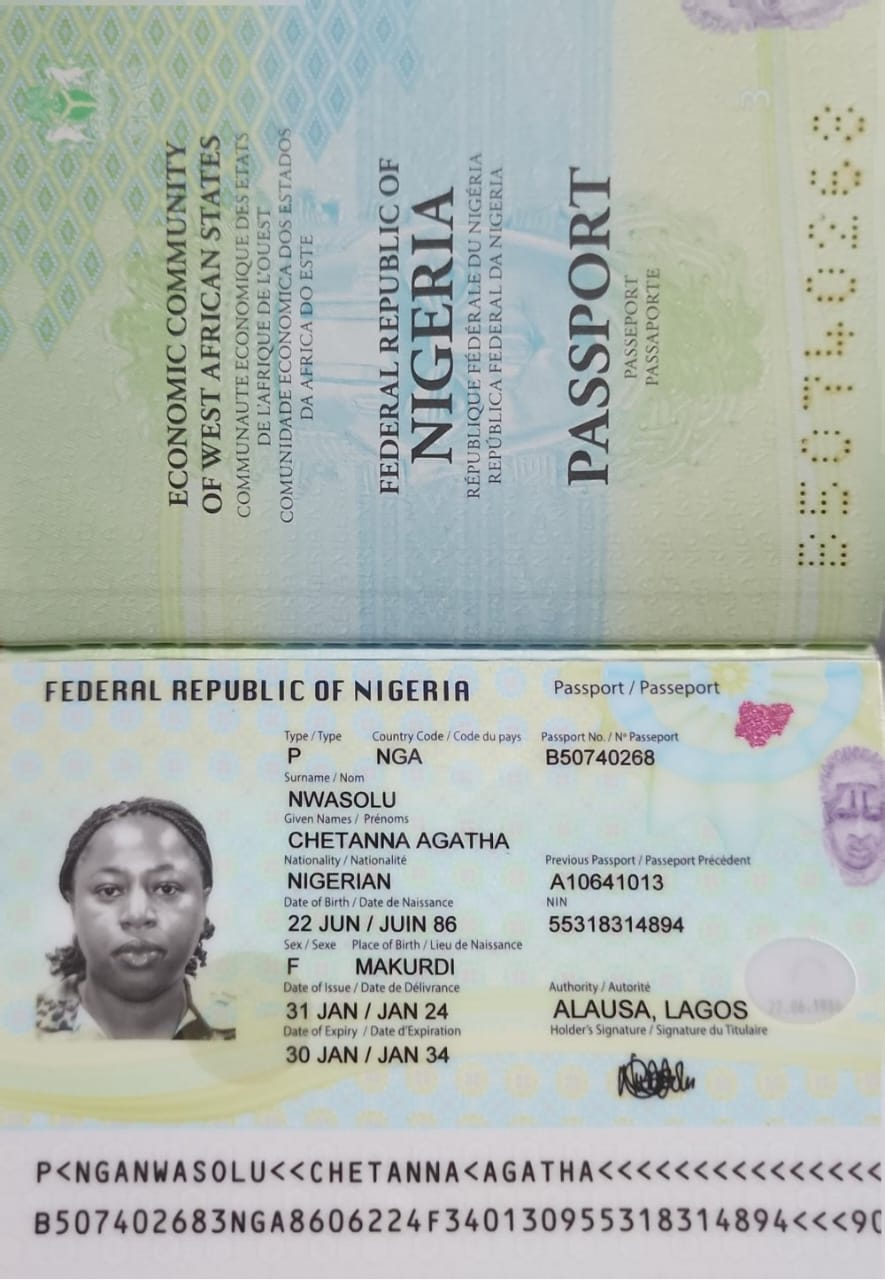 ECONOMIC COMMUNITY
OF WEST AFRICAN STATES
COMMUNAUTE ECONOMIQUE DES ETATS
DE L'AFRIQUE DE L'OUEST
COMUNIDADE ECONOMICA DOS ESTADOS
DA AFRICA DO ESTE
FEDERAL REPUBLIC OF
NIGERIA
RÉPUBLIQUE FÉDÉRALE DU NIGÉRIA
REPÚBLICA FEDERAL DA NIGERIA
PASSPORT
PASSEPORT
PASSAPORTE
B50740268
FEDERAL REPUBLIC OF NIGERIA
Passport / Passeport
Type / Type Country Code / Code du pays Passport No. / Nº Passeport
P NGA B50740268
Surname / Nom
NWASOLU
Given Names / Prénoms
CHETANNA AGATHA
Nationality / Nationalité Previous Passport / Passeport Précédent
NIGERIAN A10641013
Date of Birth / Date de Naissance NIN
22 JUN / JUIN 86 55318314894
Sex / Sexe Place of Birth / Lieu de Naissance
F MAKURDI
Date of Issue / Date de Délivrance Authority / Autorité
31 JAN / JAN 24 ALAUSA, LAGOS
Date of Expiry / Date d'Expiration Holder's Signature / Signature du Titulaire
30 JAN / JAN 34
P<NGANWASOLU<<CHETANNA<AGATHA<<<<<<<<<<<<<<<
B507402683NGA8606224F34013095531831489​4<<<90